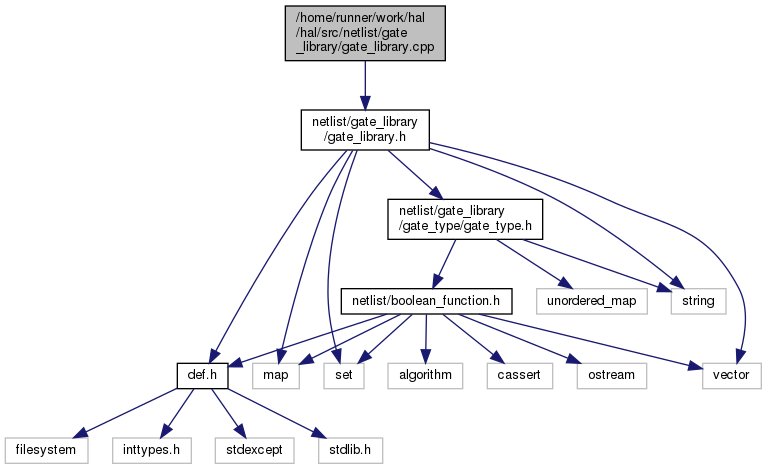 /home/runner/work/hal
/hal/src/netlist/gate
_library/gate_library.cpp
netlist/gate_library
/gate_library.h
netlist/gate_library
/gate_type/gate_type.h
netlist/boolean_function.h
unordered_map
string
def.h
map
set
algorithm
cassert
ostream
vector
filesystem
inttypes.h
stdexcept
stdlib.h